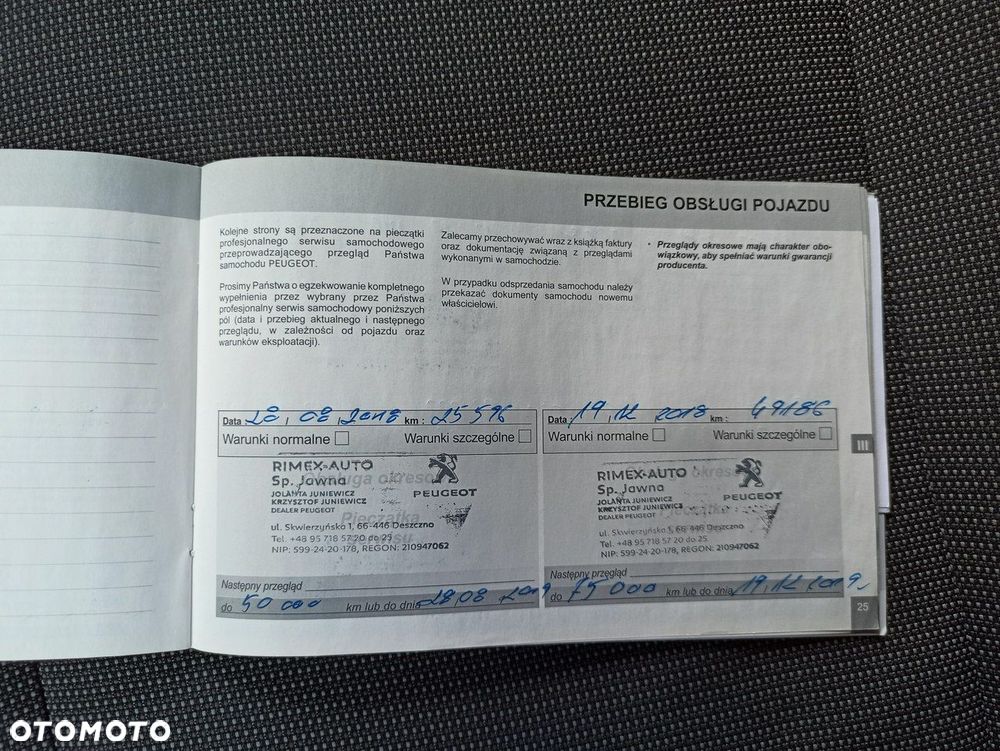 PRZEBIEG OBSŁUGI POJAZDU
Kolejne strony są przeznaczone na pieczątki
profesjonalnego serwisu samochodowego
przeprowadzającego przegląd Państwa
samochodu PEUGEOT.
Prosimy Państwa o egzekwowanie kompletnego
wypełnienia przez wybrany przez Państwa
profesjonalny serwis samochodowy poniższych
pól (data i przebieg aktualnego i następnego
przeglądu, w zależności od pojazdu oraz
warunków eksploatacji).
Zalecamy przechowywać wraz z książką faktury
oraz dokumentację związaną z przeglądami
wykonanymi w samochodzie.
W przypadku odsprzedania samochodu należy
przekazać dokumenty samochodu nowemu
właścicielowi.
• Przeglądy okresowe mają charakter obo-
wiązkowy, aby spełniać warunki gwarancji
producenta.
Data : 28,08,2018 km : 25596
Warunki normalne Warunki szczególne
Obsługa okresowa
Pieczątka
serwisu
RIMEX-AUTO
Sp. Jawna
JOLANTA JUNIEWICZ
KRZYSZTOF JUNIEWICZ
DEALER PEUGEOT
PEUGEOT
ul. Skwierzyńska 1, 66-446 Deszczno
Tel. +48 95 718 57 20 do 25
NIP: 599-24-20-178, REGON: 210947062
Następny przegląd
do 50 000 km lub do dnia 28,08,2019
Data : 19,12,2018 km : 49186
Warunki normalne Warunki szczególne
RIMEX-AUTO
Sp. Jawna
JOLANTA JUNIEWICZ
KRZYSZTOF JUNIEWICZ
DEALER PEUGEOT
PEUGEOT
ul. Skwierzyńska 1, 66-446 Deszczno
Tel. +48 95 718 57 20 do 25
NIP: 599-24-20-178, REGON: 210947062
Następny przegląd
do 75 000 km lub do dnia 19,12,2019,
III
25
OTOMOTO